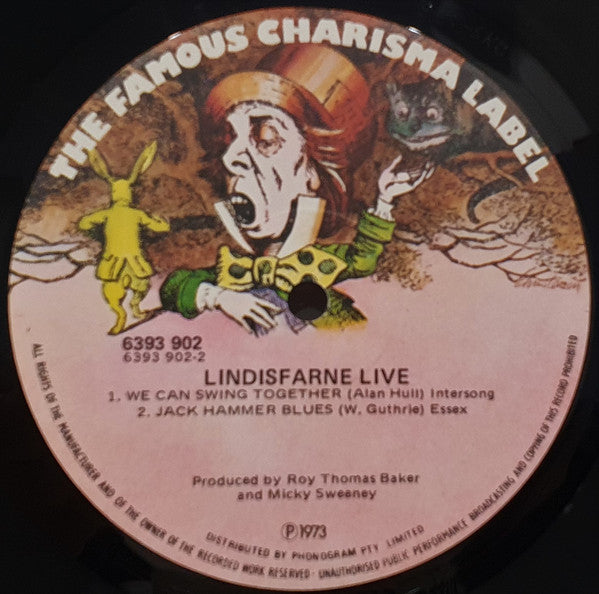 THE FAMOUS CHARISMA LABEL
6393 902
6393 902-2
LINDISFARNE LIVE
1. WE CAN SWING TOGETHER (Alan Hull) Intersong
2. JACK HAMMER BLUES (W. Guthrie) Essex
Produced by Roy Thomas Baker
and Micky Sweeney
Ⓟ1973
DISTRIBUTED BY PHONOGRAM PTY LIMITED
ALL RIGHTS OF THE MANUFACTURER AND OF THE OWNER OF THE RECORDED WORK RESERVED · UNAUTHORISED PUBLIC PERFORMANCE BROADCASTING AND COPYING OF THIS RECORD PROHIBITED